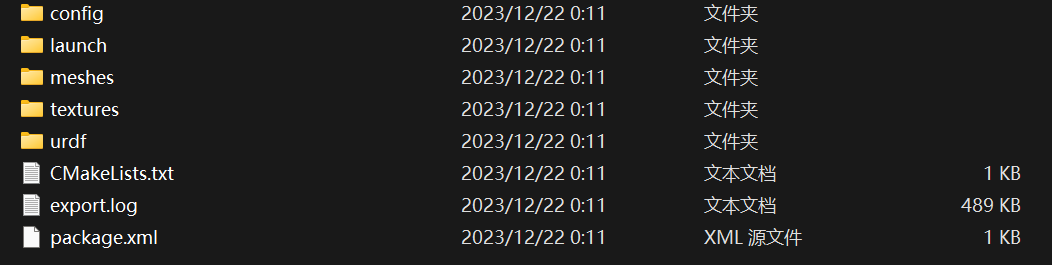 config 2023/12/22 0:11 文件夹
launch 2023/12/22 0:11 文件夹
meshes 2023/12/22 0:11 文件夹
textures 2023/12/22 0:11 文件夹
urdf 2023/12/22 0:11 文件夹
CMakeLists.txt 2023/12/22 0:11 文本文档 1 KB
export.log 2023/12/22 0:11 文本文档 489 KB
package.xml 2023/12/22 0:11 XML 源文件 1 KB